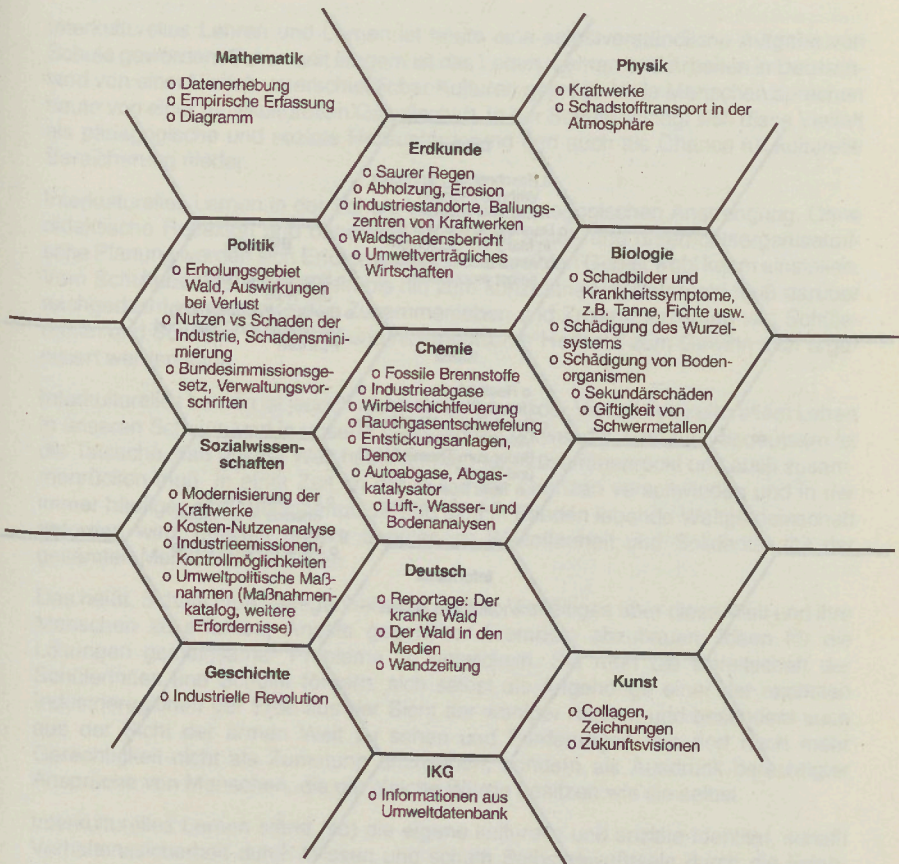 Mathematik
o Datenerhebung
o Empirische Erfassung
o Diagramm
Physik
o Kraftwerke
o Schadstofftransport in der
Atmosphäre
Erdkunde
o Saurer Regen
o Abholzung, Erosion
o Industriestandorte, Ballungs-
zentren von Kraftwerken
o Waldschadensbericht
o Umweltverträgliches
Wirtschaften
Politik
o Erholungsgebiet
Wald, Auswirkungen
bei Verlust
o Nutzen vs Schaden der
Industrie, Schadensmini-
mierung
o Bundesimmissionsge-
setz, Verwaltungsvor-
schriften
Biologie
o Schadbilder und
Krankheitssymptome,
z.B. Tanne, Fichte usw.
o Schädigung des Wurzel-
systems
o Schädigung von Boden-
organismen
o Sekundärschäden
o Giftigkeit von
Schwermetallen
Chemie
o Fossile Brennstoffe
o Industrieabgase
o Wirbelschichtfeuerung
o Rauchgasentschwefelung
o Entstickungsanlagen,
Denox
o Autoabgase, Abgas-
katalysator
o Luft-, Wasser- und
Bodenanalysen
Sozialwissen-
schaften
o Modernisierung der
Kraftwerke
o Kosten-Nutzenanalyse
o Industrieemissionen,
Kontrollmöglichkeiten
o Umweltpolitische Maß-
nahmen (Maßnahmen-
katalog, weitere
Erfordernisse)
Deutsch
o Reportage: Der
kranke Wald
o Der Wald in den
Medien
o Wandzeitung
Geschichte
o Industrielle Revolution
Kunst
o Collagen,
Zeichnungen
o Zukunftsvisionen
IKG
o Informationen aus
Umweltdatenbank